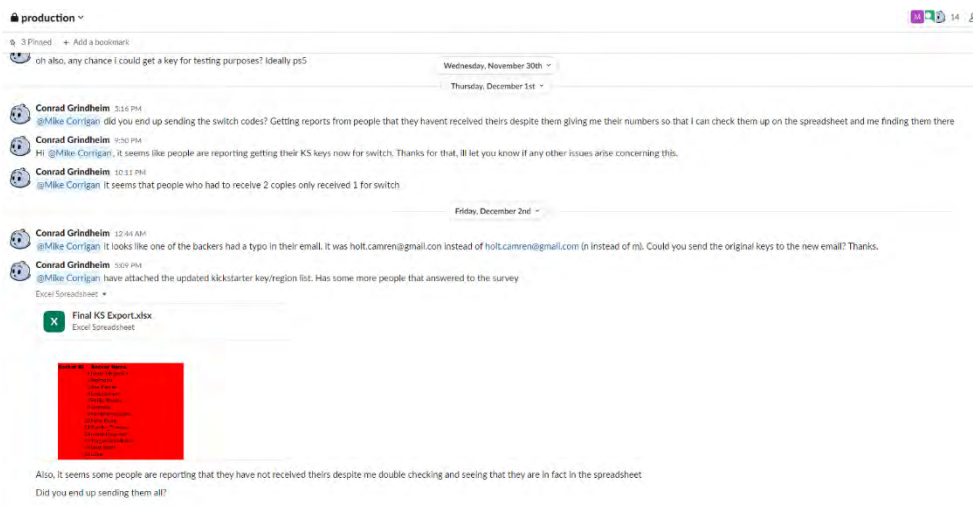 production
14
3 Pinned + Add a bookmark
oh also, any chance i could get a key for testing purposes? Ideally ps5
Wednesday, November 30th
Thursday, December 1st
Conrad Grindheim 5:16 PM
@Mike Corrigan did you end up sending the switch codes? Getting reports from people that they havent received theirs despite them giving me their numbers so that i can check them up on the spreadsheet and me finding them there
Conrad Grindheim 9:50 PM
Hi @Mike Corrigan, it seems like people are reporting getting their KS keys now for switch. Thanks for that, ill let you know if any other issues arise concerning this.
Conrad Grindheim 10:11 PM
@Mike Corrigan it seems that people who had to receive 2 copies only received 1 for switch
Friday, December 2nd
Conrad Grindheim 12:44 AM
@Mike Corrigan it looks like one of the backers had a typo in their email. It was holt.camren@gmail.con instead of holt.camren@gmail.com (n instead of m). Could you send the original keys to the new email? Thanks.
Conrad Grindheim 5:09 PM
@Mike Corrigan have attached the updated kickstarter key/region list. Has some more people that answered to the survey
Excel Spreadsheet
Final KS Export.xlsx
Excel Spreadsheet
Also, it seems some people are reporting that they have not received theirs despite me double checking and seeing that they are in fact in the spreadsheet
Did you end up sending them all?